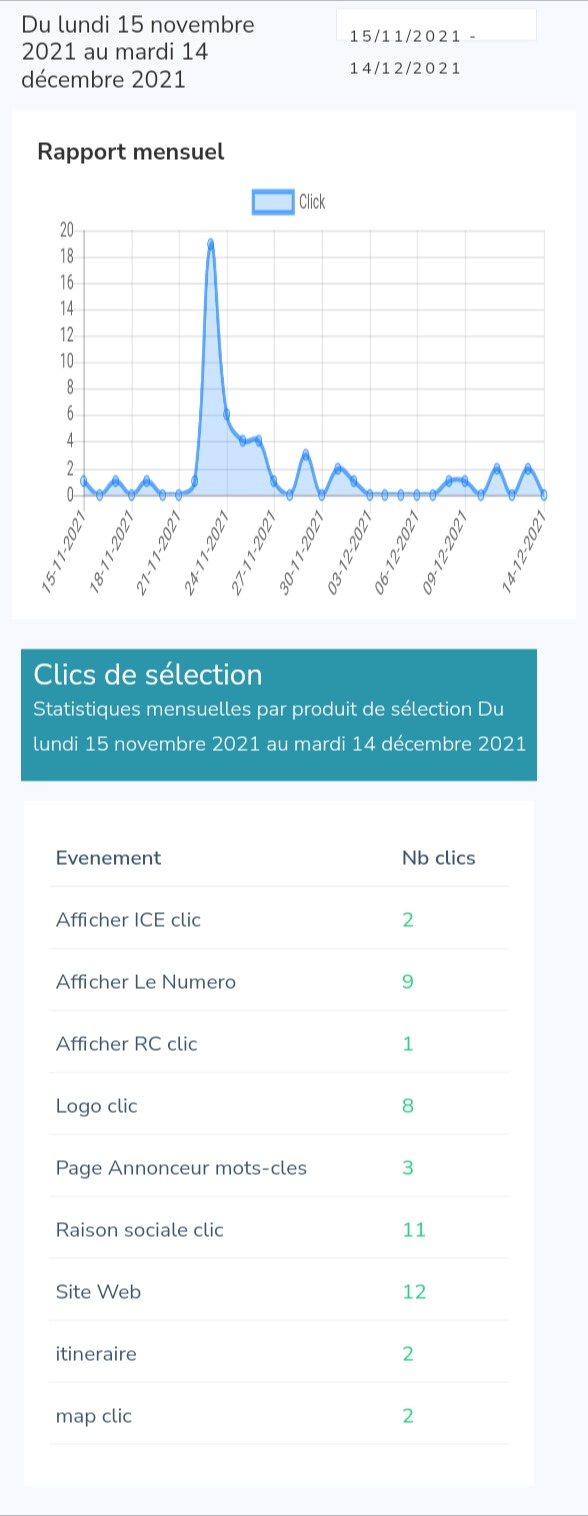 Du lundi 15 novembre
2021 au mardi 14
décembre 2021
15/11/2021 -
14/12/2021
Rapport mensuel
Click
20
18
16
14
12
10
8
6
4
2
0
15-11-2021
18-11-2021
21-11-2021
24-11-2021
27-11-2021
30-11-2021
03-12-2021
06-12-2021
09-12-2021
14-12-2021
Clics de sélection
Statistiques mensuelles par produit de sélection Du
lundi 15 novembre 2021 au mardi 14 décembre 2021
Evenement Nb clics
Afficher ICE clic 2
Afficher Le Numero 9
Afficher RC clic 1
Logo clic 8
Page Annonceur mots-cles 3
Raison sociale clic 11
Site Web 12
itineraire 2
map clic 2